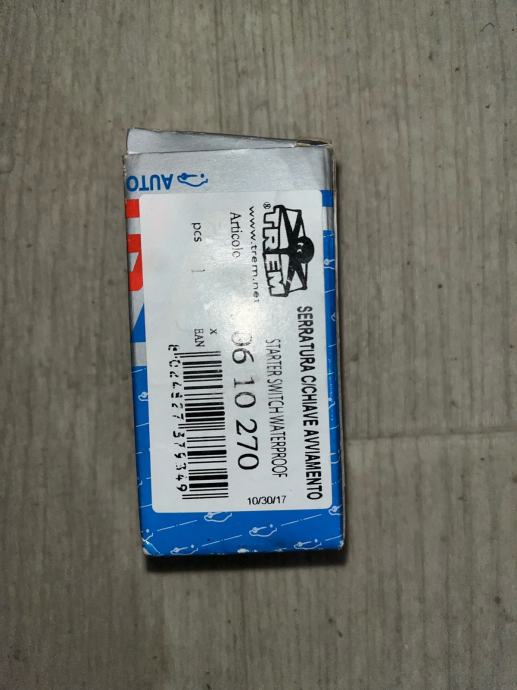 AUTO
® TREM
www.trem.net
SERRATURA C/CHIAVE AVVIAMENTO
STARTER SWITCH WATERPROOF
Articolo
06 10 270
pcs 1 x
EAN
10/30/17